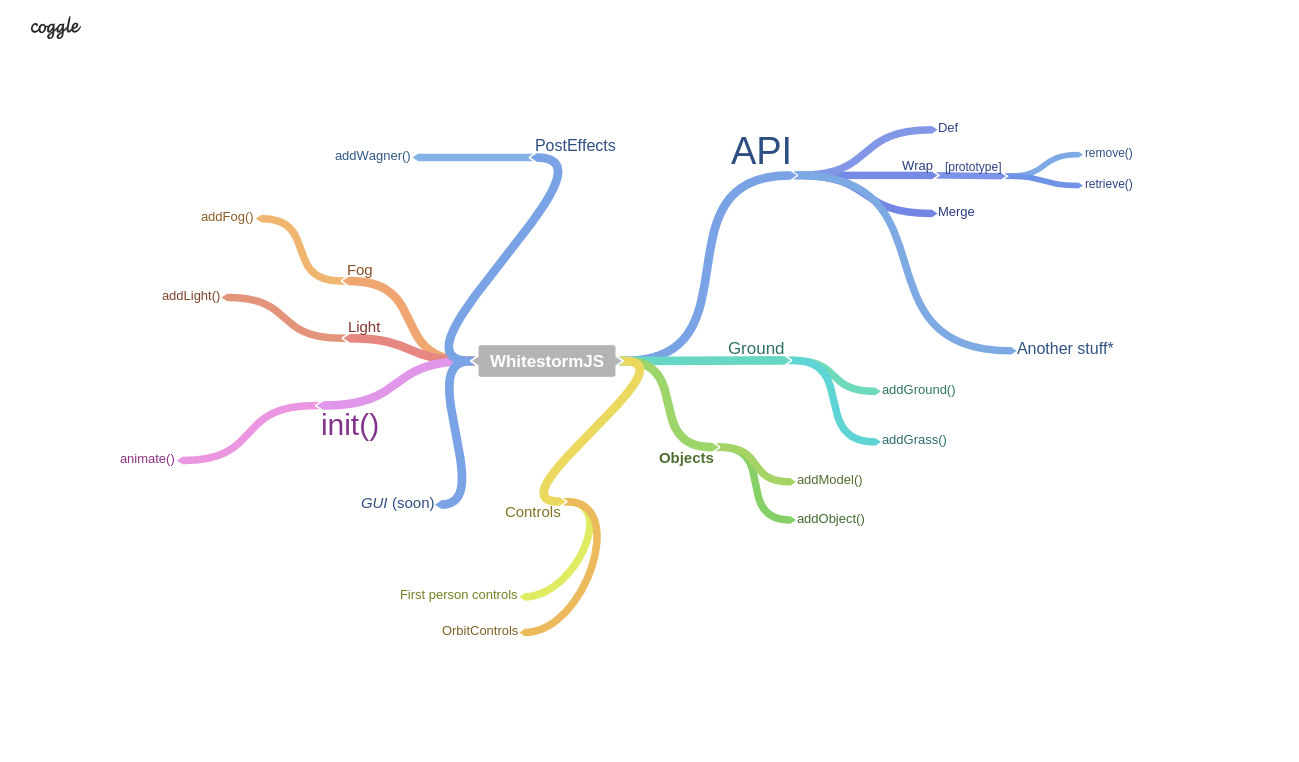 coggle
PostEffects
addWagner()
Fog
addFog()
Light
addLight()
init()
animate()
GUI (soon)
WhitestormJS
API
Def
Wrap
[prototype]
remove()
retrieve()
Merge
Another stuff*
Ground
addGround()
addGrass()
Objects
addModel()
addObject()
Controls
First person controls
OrbitControls